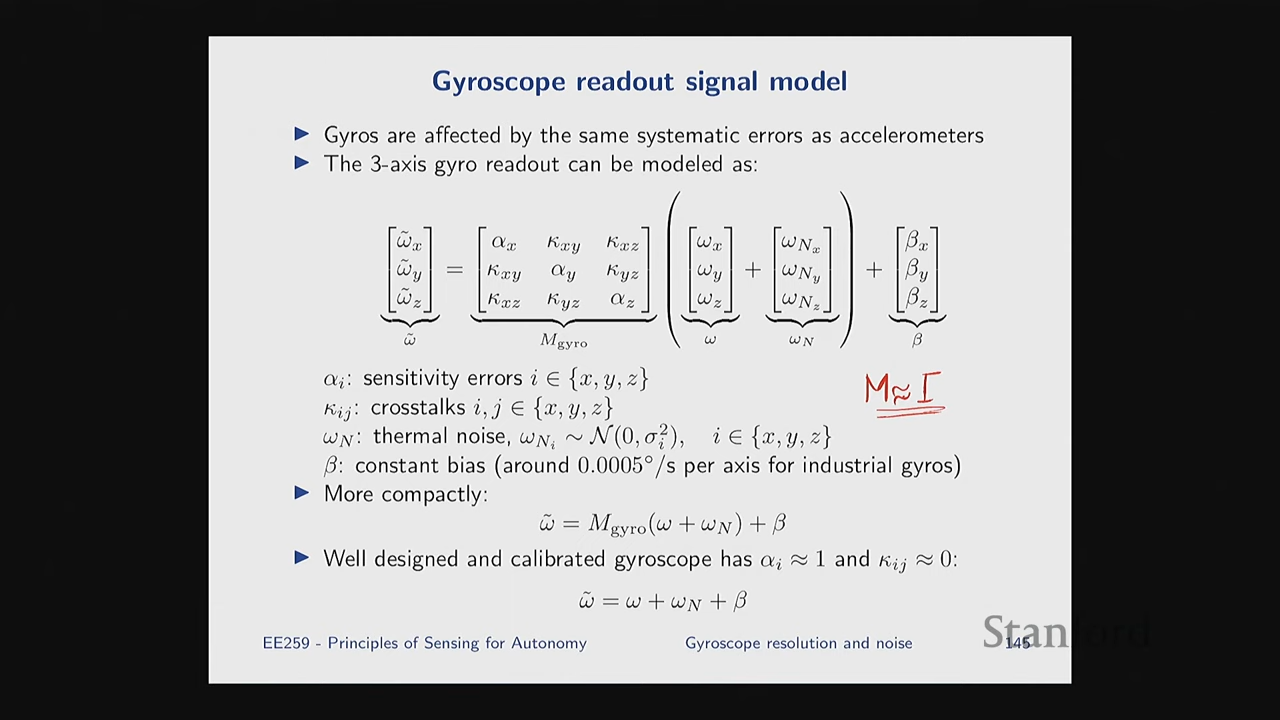 Gyroscope readout signal model
▶ Gyros are affected by the same systematic errors as accelerometers
▶ The 3-axis gyro readout can be modeled as:
[ω̃x ω̃y ω̃z] = [αx κxy κxz; κxy αy κyz; κxz κyz αz] ( [ωx ωy ωz] + [ωNx ωNy ωNz] ) + [βx βy βz]
ω̃ Mgyro ω ωN β
αi: sensitivity errors i ∈ {x, y, z}
M ≈ I
κij: crosstalks i, j ∈ {x, y, z}
ωN: thermal noise, ωNi ∼ 𝒩(0, σi²), i ∈ {x, y, z}
β: constant bias (around 0.0005°/s per axis for industrial gyros)
▶ More compactly:
ω̃ = Mgyro(ω + ωN) + β
▶ Well designed and calibrated gyroscope has αi ≈ 1 and κij ≈ 0:
ω̃ = ω + ωN + β
EE259 - Principles of Sensing for Autonomy Gyroscope resolution and noise 145
Stanford